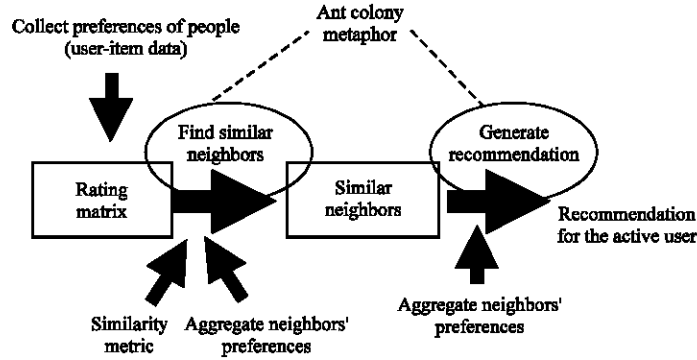 Collect preferences of people
(user-item data)
Ant colony
metaphor
Find similar
neighbors
Generate
recommendation
Rating
matrix
Similar
neighbors
Recommendation
for the active user
Similarity
metric
Aggregate neighbors'
preferences
Aggregate neighbors'
preferences